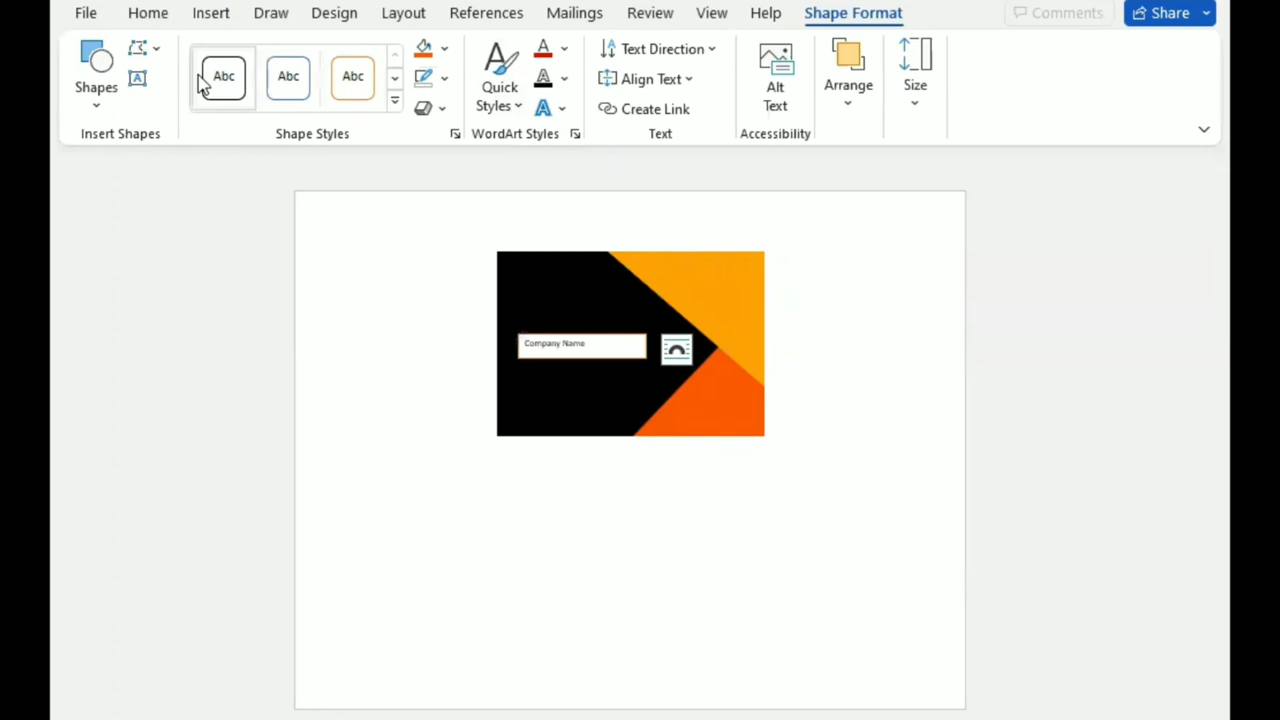 File Home Insert Draw Design Layout References Mailings Review View Help Shape Format Comments Share
Shapes
Abc Abc Abc
Quick
Styles
A A A A
Text Direction
Align Text
Create Link
Alt
Text
Arrange
Size
Insert Shapes Shape Styles WordArt Styles Text Accessibility
Company Name